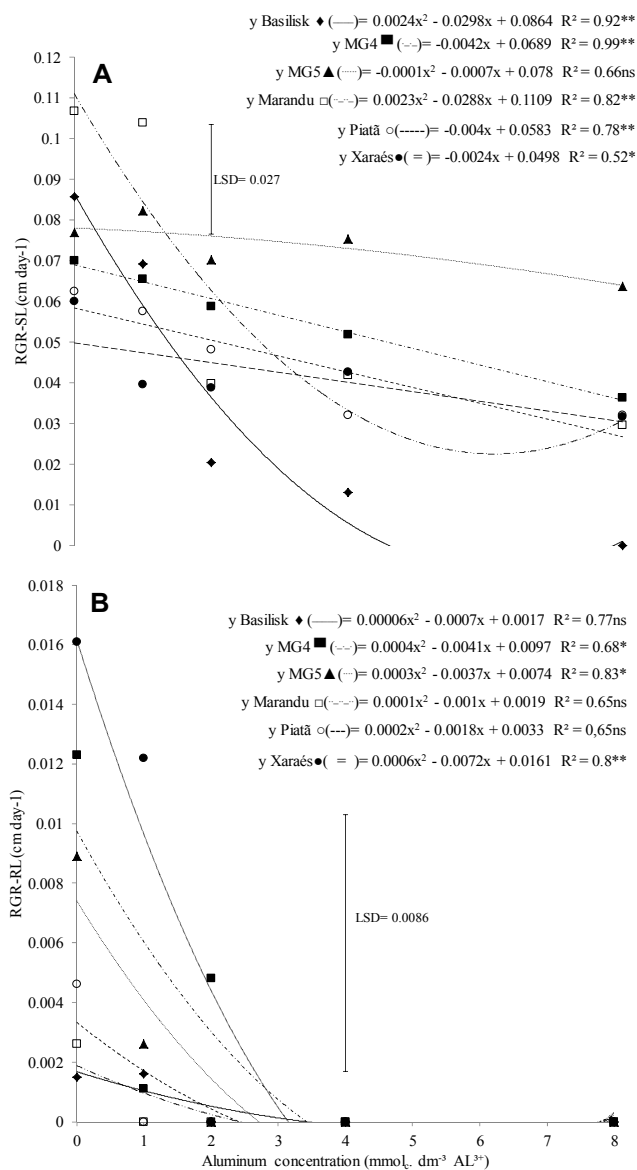 y Basilisk ♦(——)= 0.0024x² - 0.0298x + 0.0864 R² = 0.92**
y MG4 ■(-·-)= -0.0042x + 0.0689 R² = 0.99**
A
y MG5▲(·····)= -0.0001x² - 0.0007x + 0.078 R² = 0.66ns
y Marandu □(-··-··)= 0.0023x² - 0.0288x + 0.1109 R² = 0.82**
y Piatã ○(-----)= -0.004x + 0.0583 R² = 0.78**
y Xaraés●( = )= -0.0024x + 0.0498 R² = 0.52*
LSD= 0.027
0.12
0.11
0.1
0.09
0.08
0.07
0.06
0.05
0.04
0.03
0.02
0.01
0
RGR-SL (cm day-1)
B
y Basilisk ♦(——)= 0.00006x² - 0.0007x + 0.0017 R² = 0.77ns
y MG4 ■(-·-·)= 0.0004x² - 0.0041x + 0.0097 R² = 0.68*
y MG5▲(·····)= 0.0003x² - 0.0037x + 0.0074 R² = 0.83*
y Marandu □(-··-··)= 0.0001x² - 0.001x + 0.0019 R² = 0.65ns
y Piatã ○(---)= 0.0002x² - 0.0018x + 0.0033 R² = 0,65ns
y Xaraés●( = )= 0.0006x² - 0.0072x + 0.0161 R² = 0.8**
LSD= 0.0086
0.018
0.016
0.014
0.012
0.01
0.008
0.006
0.004
0.002
0
RGR-RL (cm day-1)
0 1 2 3 4 5 6 7 8
Aluminum concentration (mmolc. dm⁻³ AL³⁺)